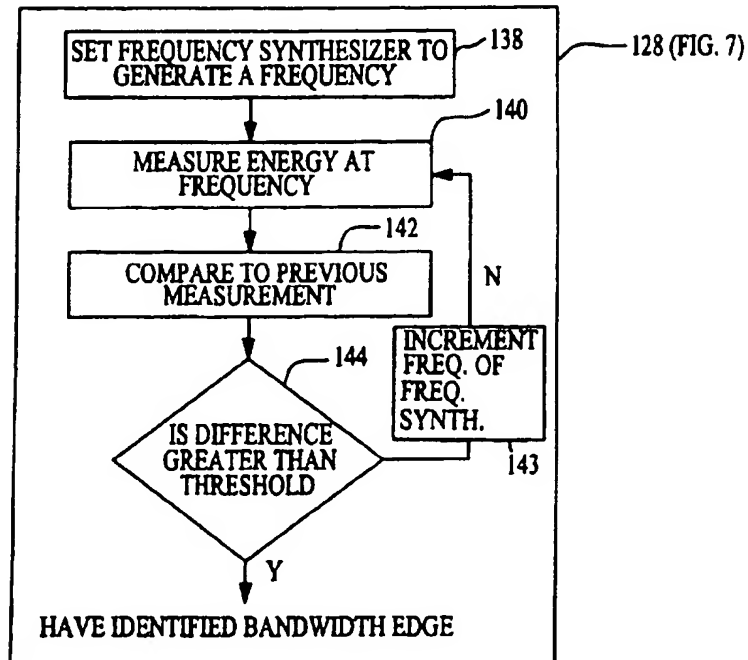 SET FREQUENCY SYNTHESIZER TO
GENERATE A FREQUENCY
138
128 (FIG. 7)
140
MEASURE ENERGY AT
FREQUENCY
142
COMPARE TO PREVIOUS
MEASUREMENT
N
INCREMENT
FREQ. OF
FREQ.
SYNTH.
143
144
IS DIFFERENCE
GREATER THAN
THRESHOLD
Y
HAVE IDENTIFIED BANDWIDTH EDGE